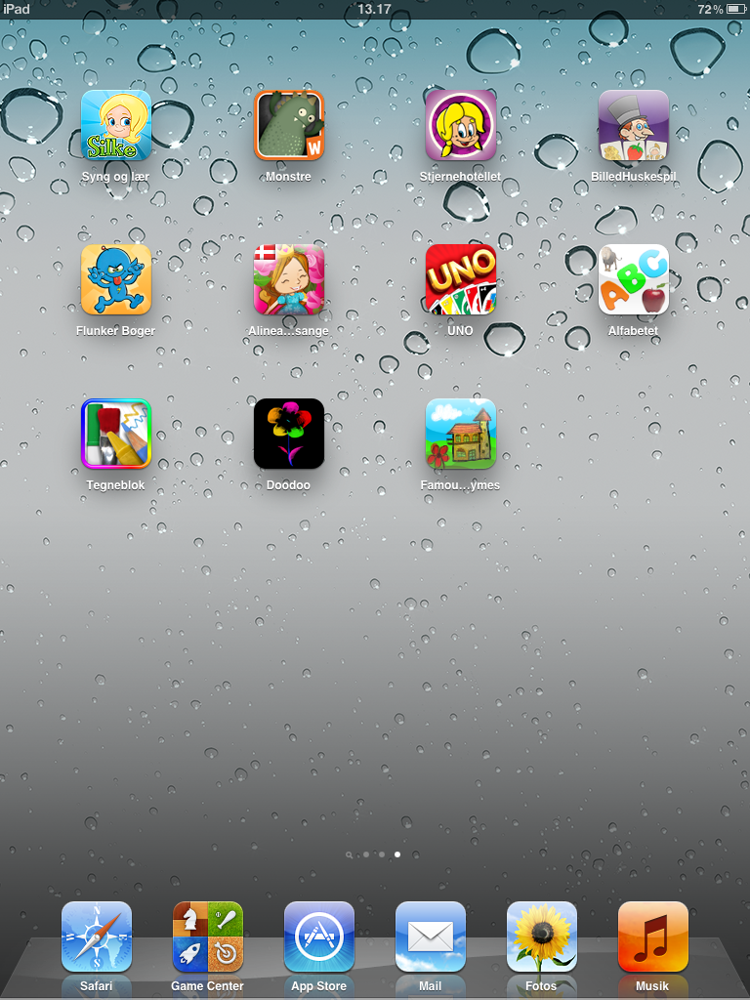 iPad 13.17 72%
Silke
W
Syng og lær Monstre Stjernehotellet BilledHuskespil
UNO
ABC
Flunker Bøger Alinea...sange UNO Alfabetet
Tegneblok Doodoo Famou...ymes
N
Safari Game Center App Store Mail Fotos Musik